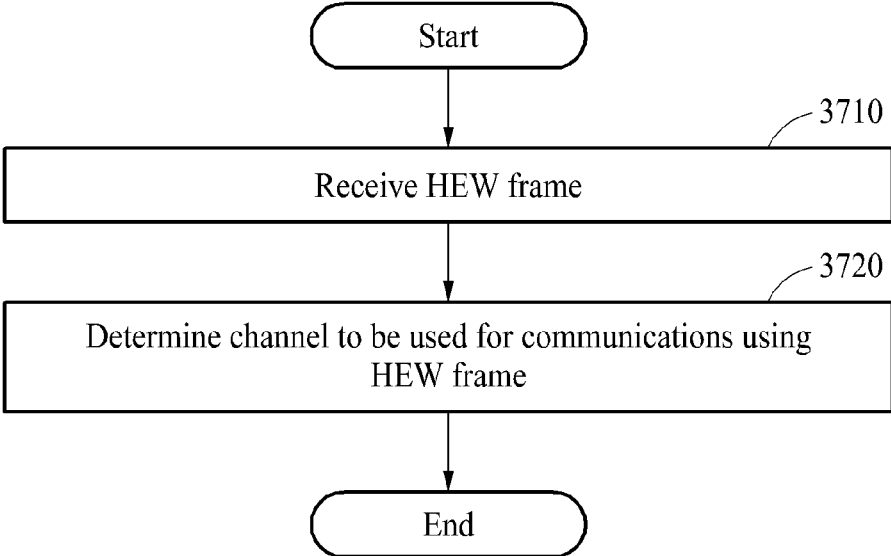 Start
3710
Receive HEW frame
3720
Determine channel to be used for communications using
HEW frame
End